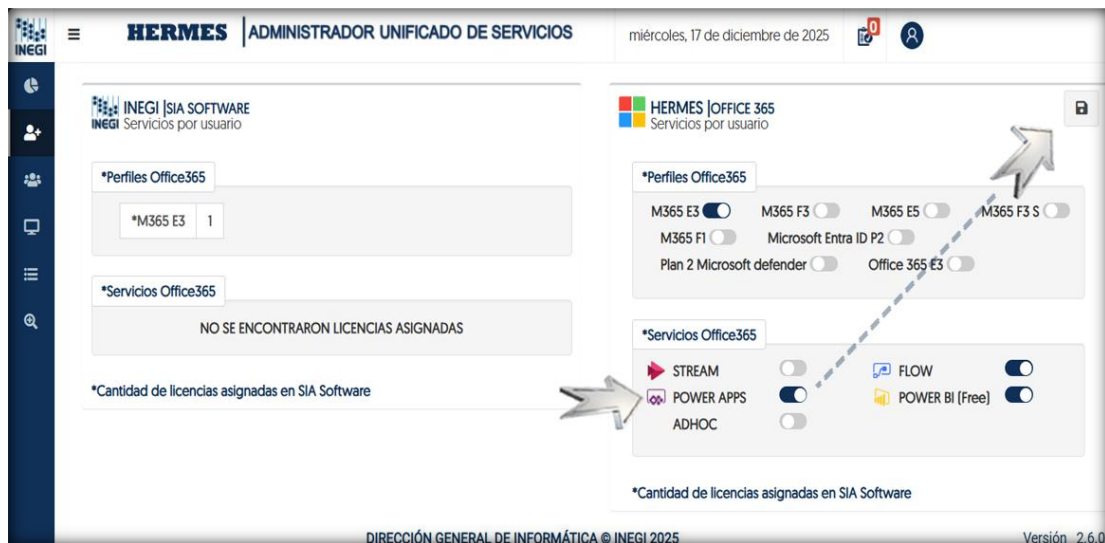 INEGI
HERMES | ADMINISTRADOR UNIFICADO DE SERVICIOS
miércoles, 17 de diciembre de 2025
0
INEGI
INEGI |SIA SOFTWARE
Servicios por usuario
*Perfiles Office365
*M365 E3 1
*Servicios Office365
NO SE ENCONTRARON LICENCIAS ASIGNADAS
*Cantidad de licencias asignadas en SIA Software
HERMES |OFFICE 365
Servicios por usuario
*Perfiles Office365
M365 E3 M365 F3 M365 E5 M365 F3 S
M365 F1 Microsoft Entra ID P2
Plan 2 Microsoft defender Office 365 E3
*Servicios Office365
STREAM FLOW
POWER APPS POWER BI (Free)
ADHOC
*Cantidad de licencias asignadas en SIA Software
DIRECCIÓN GENERAL DE INFORMÁTICA © INEGI 2025
Versión 2.6.0